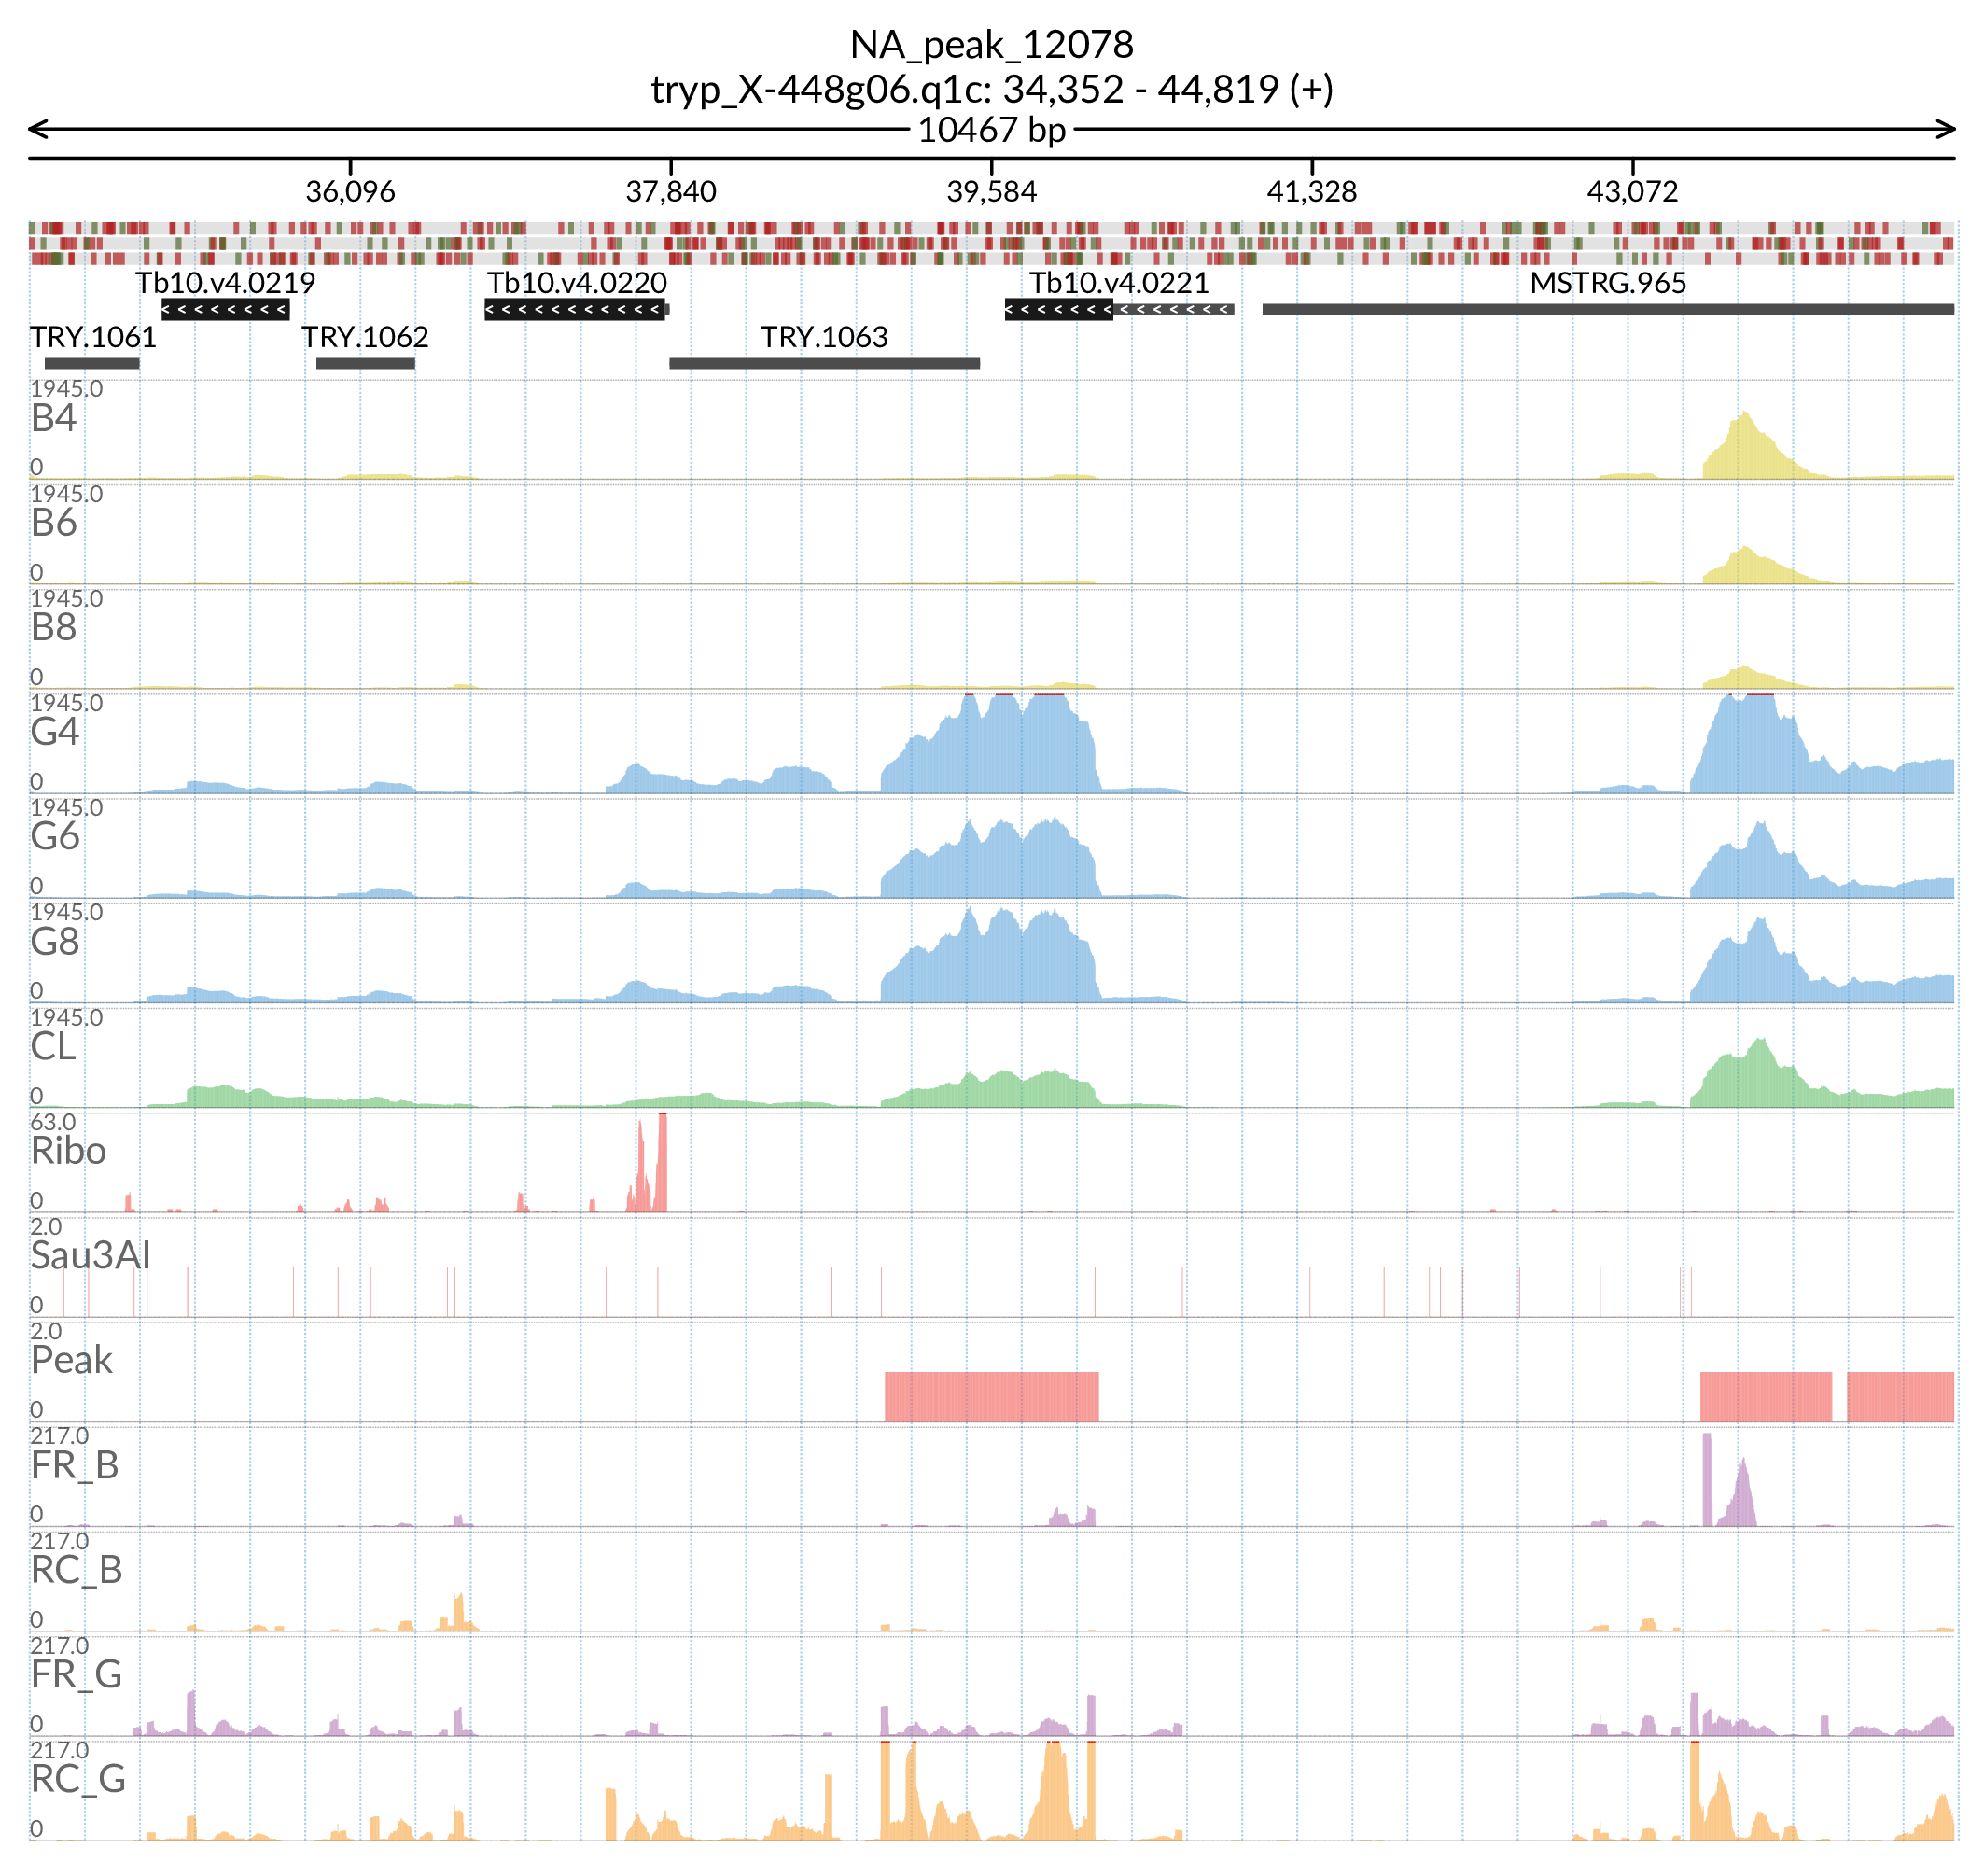 NA_peak_12078
tryp_X-448g06.q1c: 34,352 - 44,819 (+)
10467 bp
36,096 37,840 39,584 41,328 43,072
Tb10.v4.0219 Tb10.v4.0220 Tb10.v4.0221 MSTRG.965
TRY.1061 TRY.1062 TRY.1063
1945.0
B4
0
1945.0
B6
0
1945.0
B8
0
1945.0
G4
0
1945.0
G6
0
1945.0
G8
0
1945.0
CL
0
63.0
Ribo
0
2.0
Sau3AI
0
2.0
Peak
0
217.0
FR_B
0
217.0
RC_B
0
217.0
FR_G
0
217.0
RC_G
0